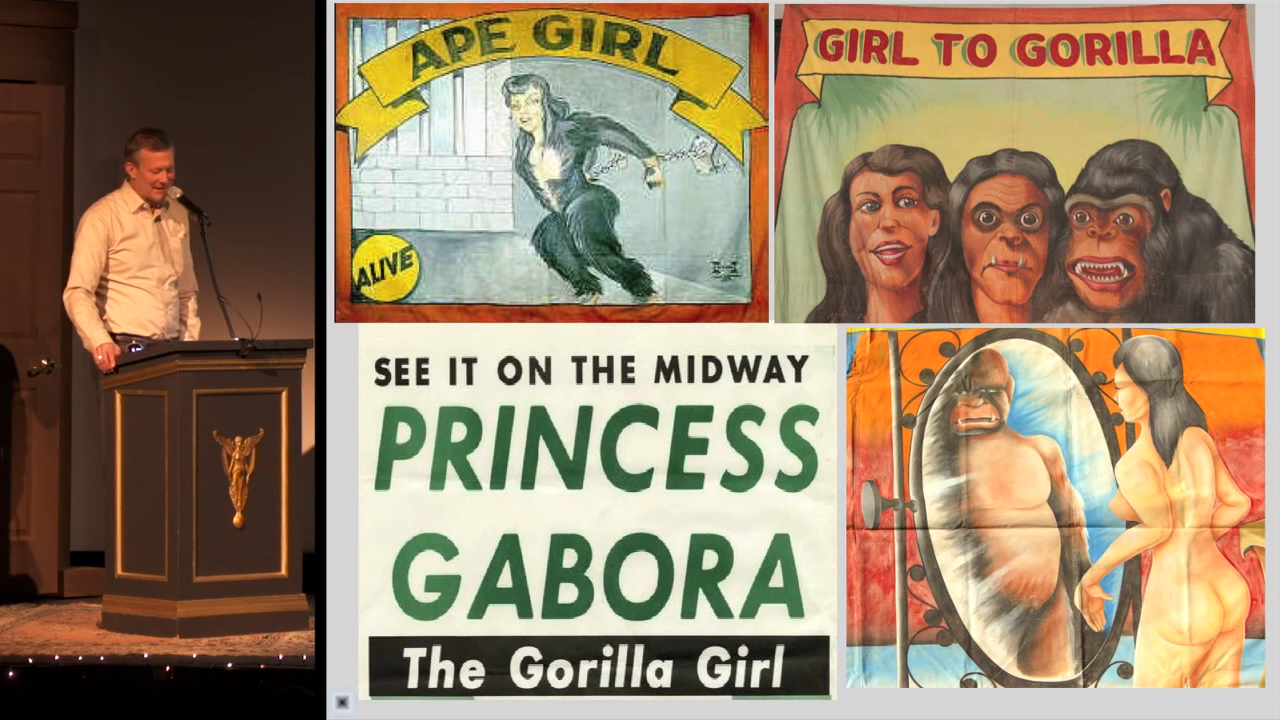 APE GIRL
ALIVE
GIRL TO GORILLA
SEE IT ON THE MIDWAY
PRINCESS
GABORA
The Gorilla Girl